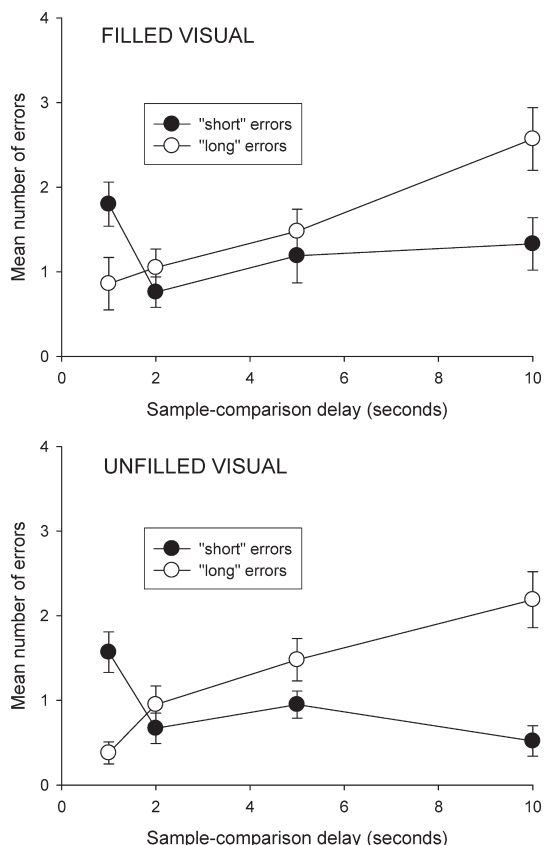 FILLED VISUAL
4
3
2
1
0
Mean number of errors
"short" errors
"long" errors
0 2 4 6 8 10
Sample-comparison delay (seconds)
UNFILLED VISUAL
4
3
2
1
0
Mean number of errors
"short" errors
"long" errors
0 2 4 6 8 10
Sample-comparison delay (seconds)